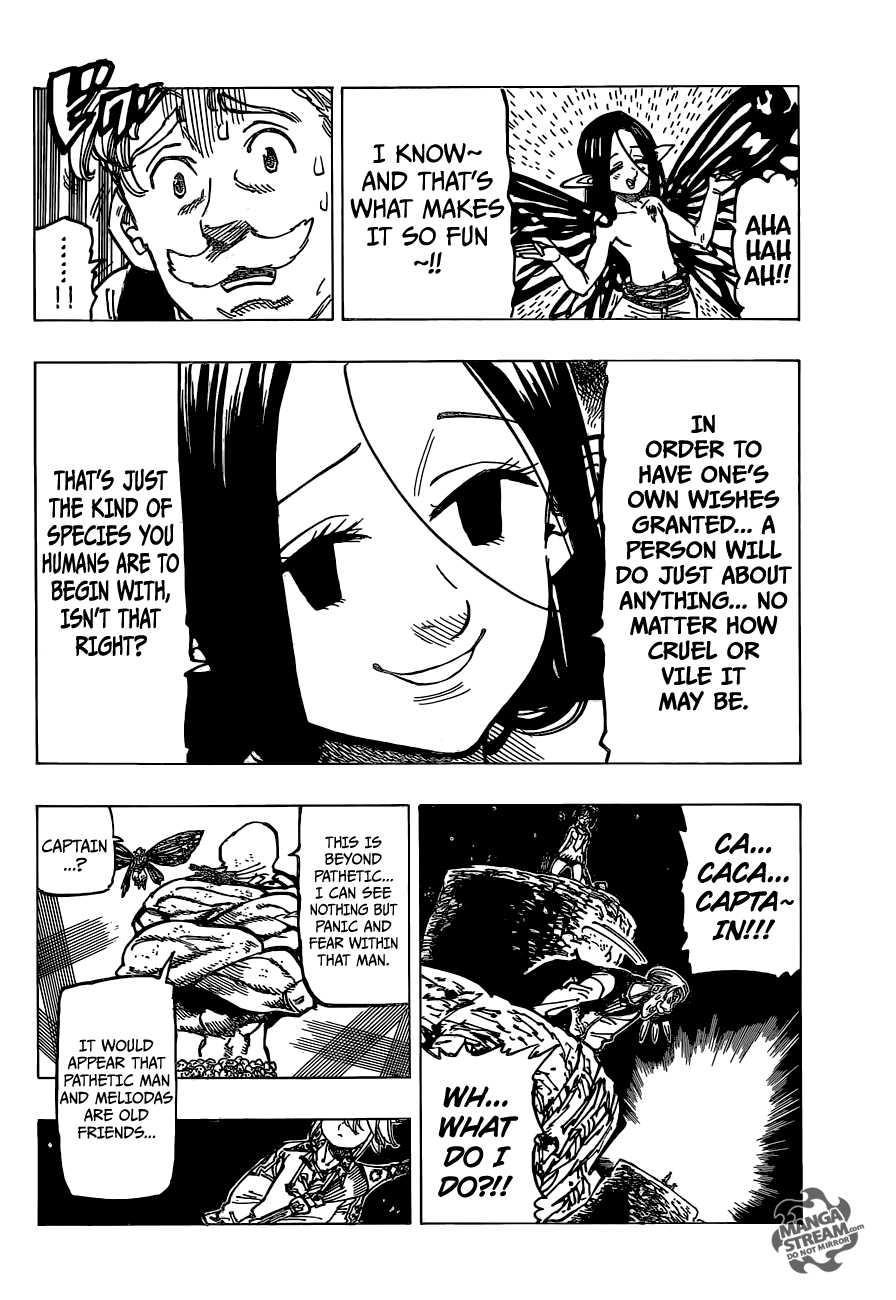 AHA
HAH
AH!!
I KNOW~
AND THAT'S
WHAT MAKES
IT SO FUN
~!!
ビクッ
......
!!
IN
ORDER TO
HAVE ONE'S
OWN WISHES
GRANTED... A
PERSON WILL
DO JUST ABOUT
ANYTHING... NO
MATTER HOW
CRUEL OR
VILE IT
MAY BE.
THAT'S JUST
THE KIND OF
SPECIES YOU
HUMANS ARE TO
BEGIN WITH,
ISN'T THAT
RIGHT?
CA...
CACA...
CAPTA~
IN!!!
WH...
WHAT
DO I
DO?!!
THIS IS
BEYOND
PATHETIC...
I CAN SEE
NOTHING BUT
PANIC AND
FEAR WITHIN
THAT MAN.
CAPTAIN
...?
IT WOULD
APPEAR THAT
PATHETIC MAN
AND MELIODAS
ARE OLD
FRIENDS...
MANGA
STREAM.com
DO NOT MIRROR